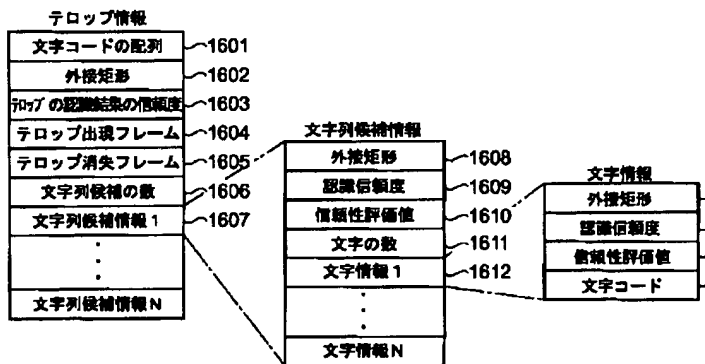 テロップ情報
文字コードの配列 1601
外接矩形 1602
テロップの認識結果の信頼度 1603
テロップ出現フレーム 1604
テロップ消失フレーム 1605
文字列候補の数 1606
文字列候補情報1 1607
文字列候補情報N
文字列候補情報
外接矩形 1608
認識信頼度 1609
信頼性評価値 1610
文字の数 1611
文字情報1 1612
文字情報N
文字情報
外接矩形
認識信頼度
信頼性評価値
文字コード